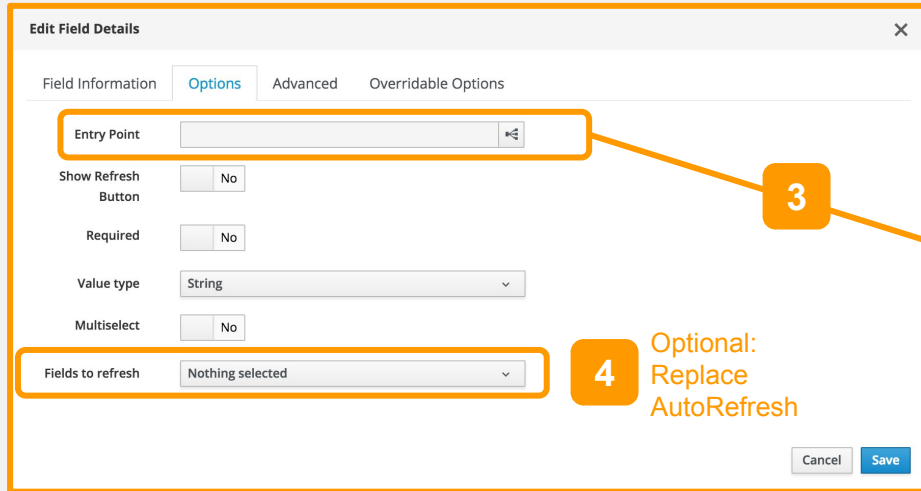 Edit Field Details
Field Information Options Advanced Overridable Options
Entry Point
Show Refresh
Button
No
Required
No
Value type
String
Multiselect
No
Fields to refresh
Nothing selected
3
4
Optional:
Replace
AutoRefresh
Cancel Save